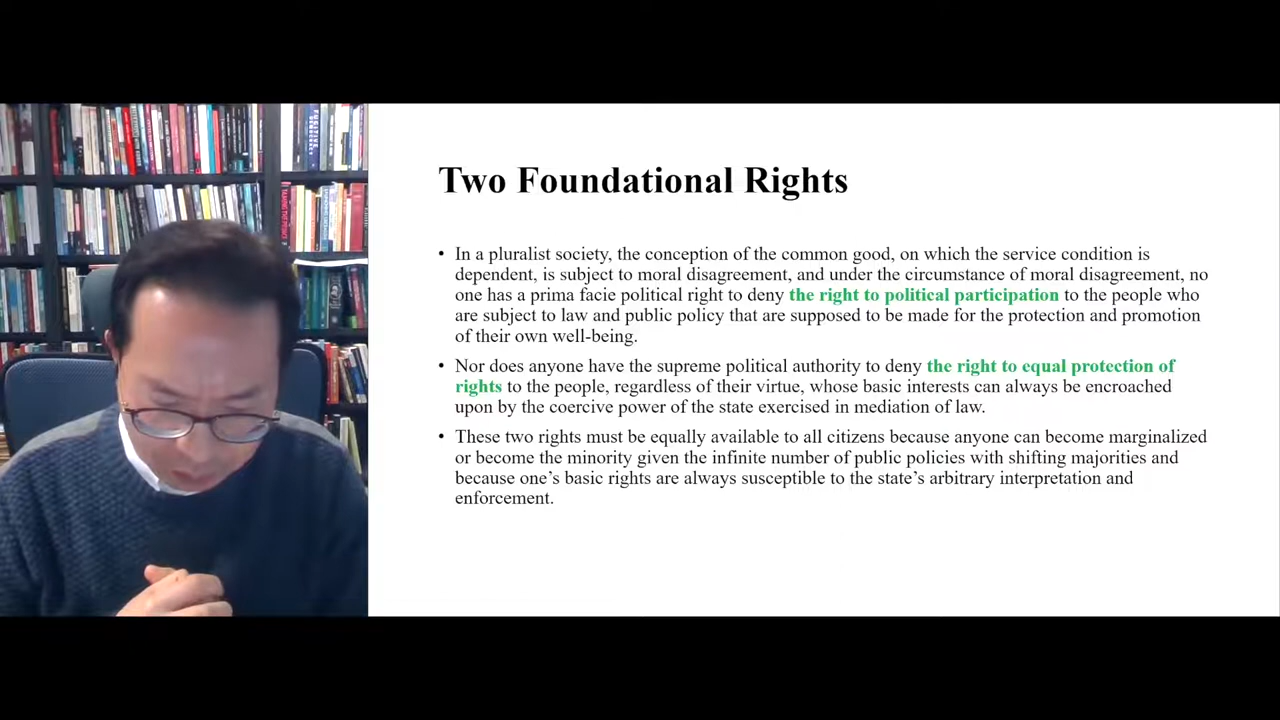 FUGITIVE
DEMOCRACY
Two Foundational Rights
• In a pluralist society, the conception of the common good, on which the service condition is
dependent, is subject to moral disagreement, and under the circumstance of moral disagreement, no
one has a prima facie political right to deny the right to political participation to the people who
are subject to law and public policy that are supposed to be made for the protection and promotion
of their own well-being.
• Nor does anyone have the supreme political authority to deny the right to equal protection of
rights to the people, regardless of their virtue, whose basic interests can always be encroached
upon by the coercive power of the state exercised in mediation of law.
• These two rights must be equally available to all citizens because anyone can become marginalized
or become the minority given the infinite number of public policies with shifting majorities and
because one’s basic rights are always susceptible to the state’s arbitrary interpretation and
enforcement.